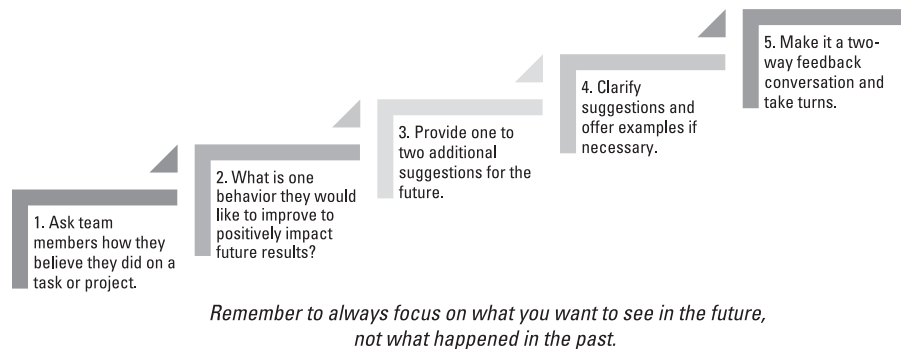 1. Ask team
members how they
believe they did on a
task or project.
2. What is one
behavior they would
like to improve to
positively impact
future results?
3. Provide one to
two additional
suggestions for the
future.
4. Clarify
suggestions and
offer examples if
necessary.
5. Make it a two-
way feedback
conversation and
take turns.
Remember to always focus on what you want to see in the future,
not what happened in the past.